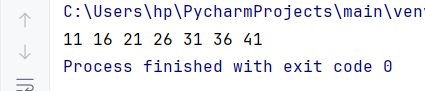 C:\Users\hp\PycharmProjects\main\ven
11 16 21 26 31 36 41
Process finished with exit code 0